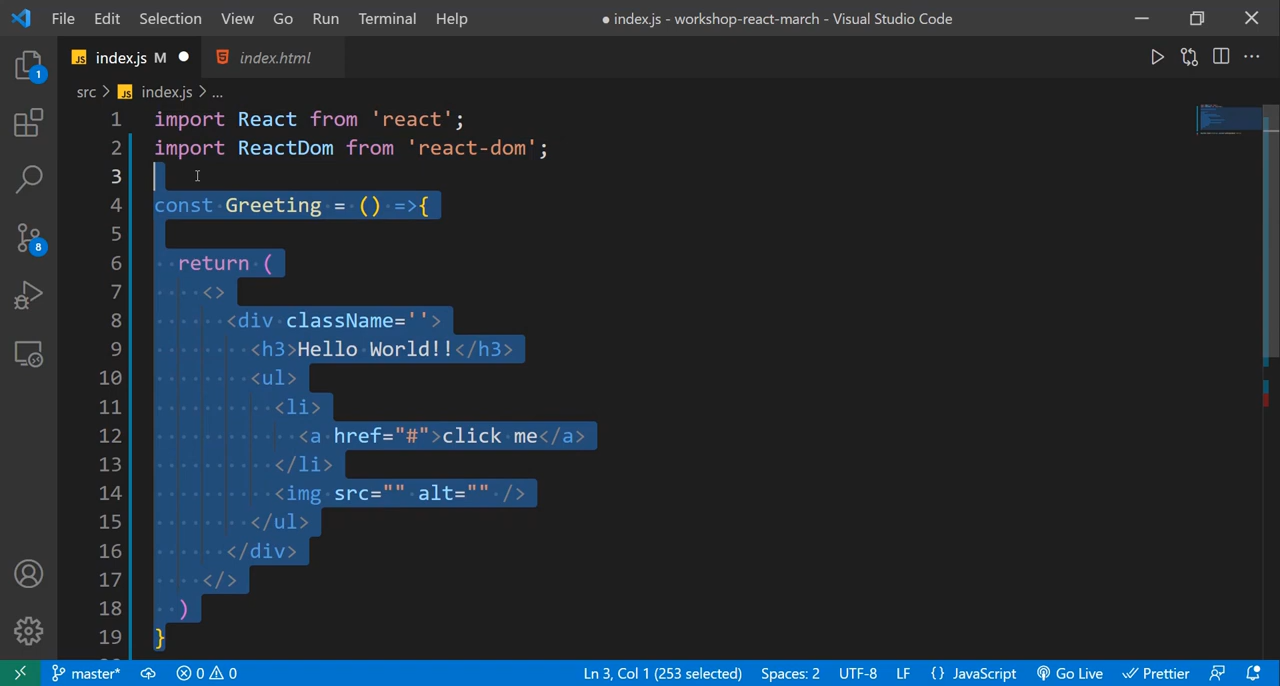 File Edit Selection View Go Run Terminal Help ● index.js - workshop-react-march - Visual Studio Code
JS index.js M ● index.html
src > JS index.js > ...
1 import React from 'react';
2 import ReactDom from 'react-dom';
3
4 const Greeting = () =>{
5
6 return (
7 <>
8 <div className=''>
9 <h3>Hello World!!</h3>
10 <ul>
11 <li>
12 <a href="#">click me</a>
13 </li>
14 <img src="" alt="" />
15 </ul>
16 </div>
17 </>
18 )
19 }
1
8
master* 0 0 Ln 3, Col 1 (253 selected) Spaces: 2 UTF-8 LF {} JavaScript Go Live Prettier